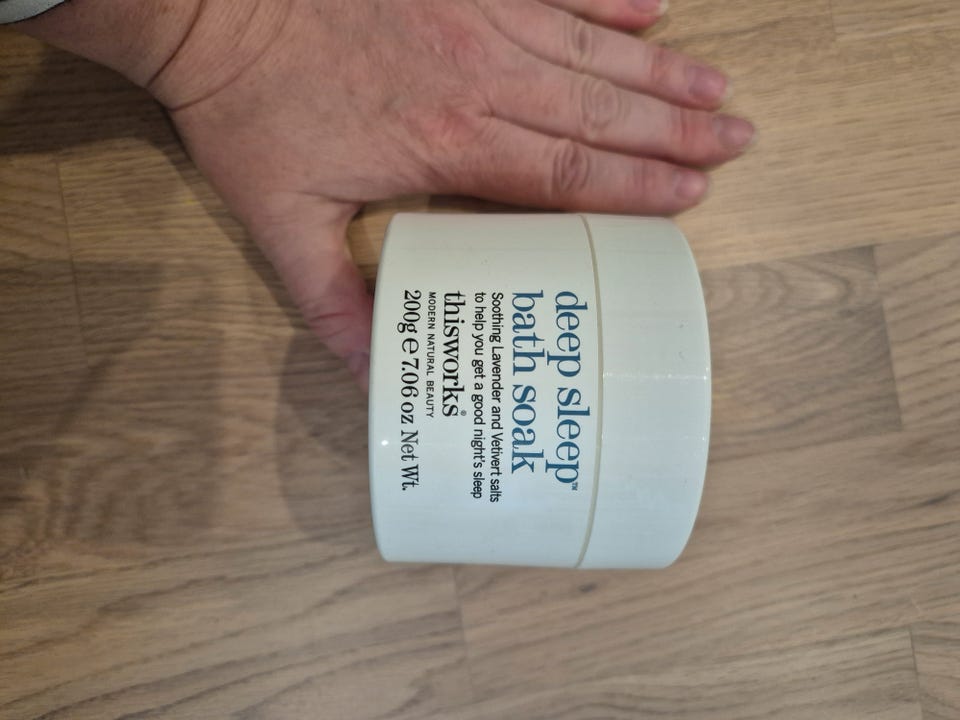 deep sleep™
bath soak
Soothing Lavender and Vetivert salts
to help you get a good night's sleep
thisworks®
MODERN NATURAL BEAUTY
200g ℮ 7.06 oz Net Wt.